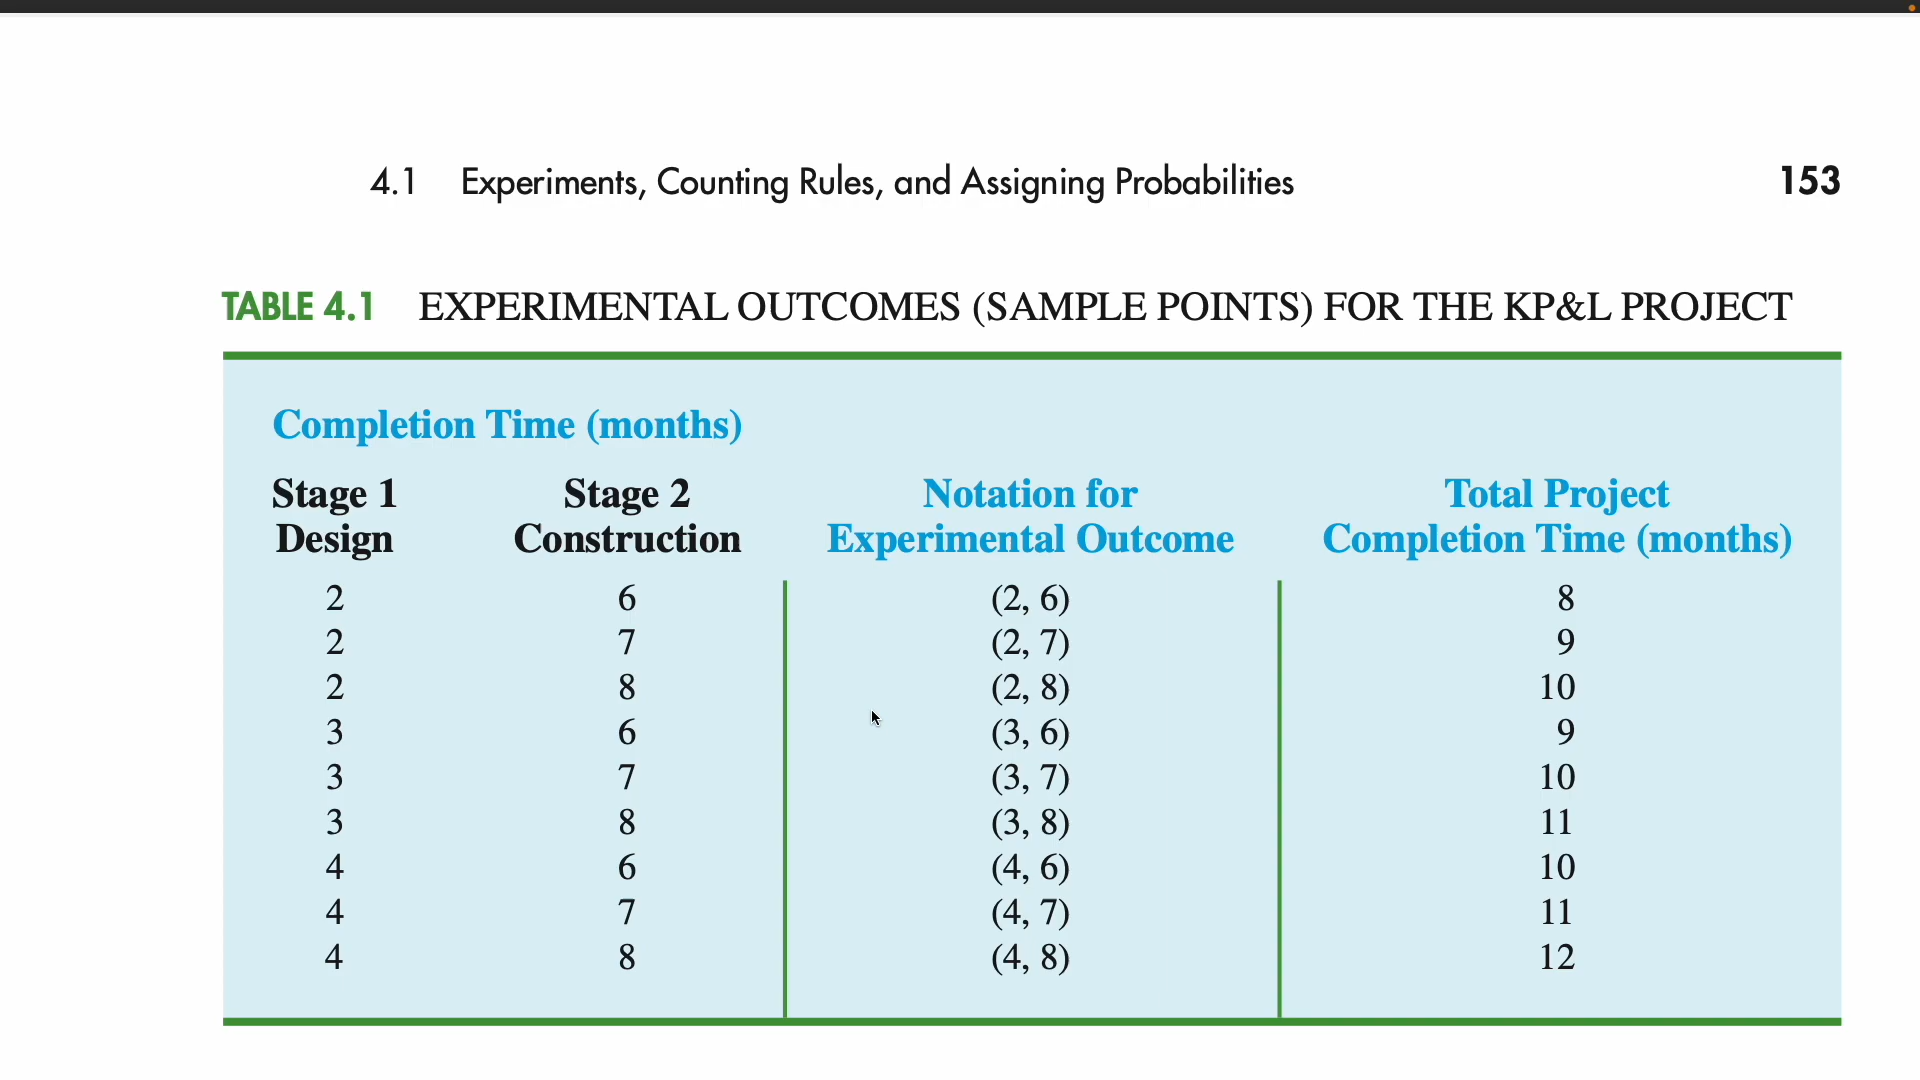 4.1 Experiments, Counting Rules, and Assigning Probabilities 153
TABLE 4.1 EXPERIMENTAL OUTCOMES (SAMPLE POINTS) FOR THE KP&L PROJECT
Completion Time (months)
Stage 1 Stage 2 Notation for Total Project
Design Construction Experimental Outcome Completion Time (months)
2 6 (2, 6) 8
2 7 (2, 7) 9
2 8 (2, 8) 10
3 6 (3, 6) 9
3 7 (3, 7) 10
3 8 (3, 8) 11
4 6 (4, 6) 10
4 7 (4, 7) 11
4 8 (4, 8) 12